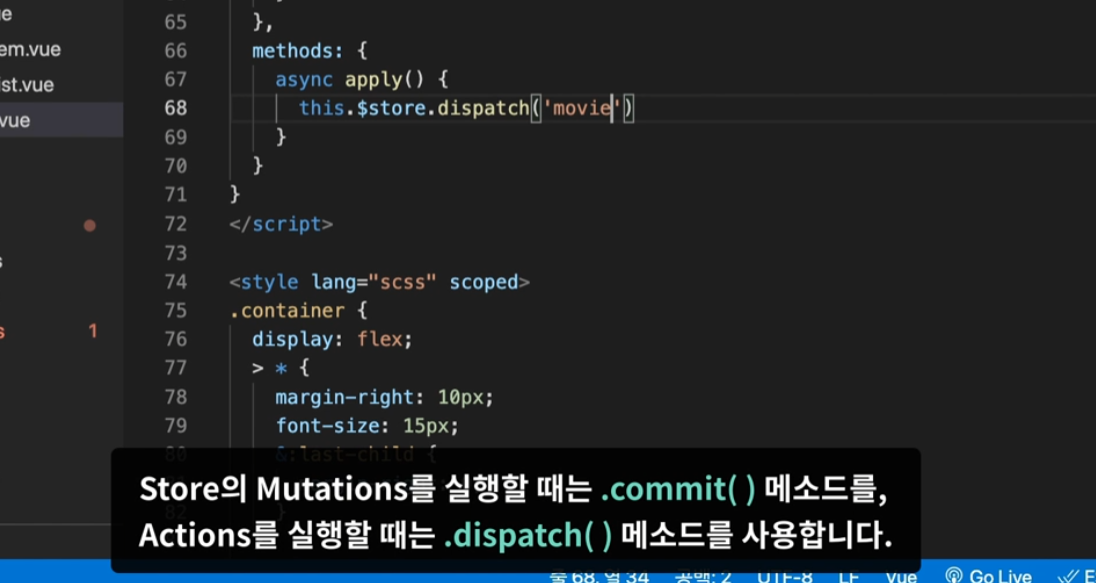 em.vue
ist.vue
vue
1
65 },
66 methods: {
67 async apply() {
68 this.$store.dispatch('movie')
69 }
70 }
71 }
72 </script>
73
74 <style lang="scss" scoped>
75 .container {
76 display: flex;
77 > * {
78 margin-right: 10px;
79 font-size: 15px;
80 &:last-child {
Store의 Mutations를 실행할 때는 .commit( ) 메소드를,
Actions를 실행할 때는 .dispatch( ) 메소드를 사용합니다.
줄 68, 열 34 공백: 2 UTF-8 LF Vue Go Live